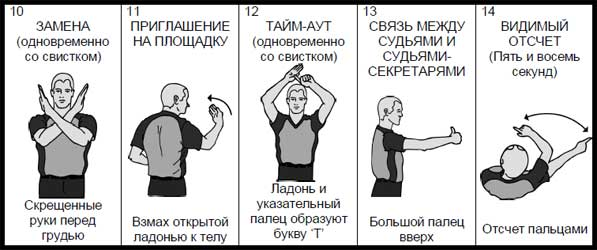 10
ЗАМЕНА
(одновременно
со свистком)
Скрещенные
руки перед
грудью
11
ПРИГЛАШЕНИЕ
НА ПЛОЩАДКУ
Взмах открытой
ладонью к телу
12
ТАЙМ-АУТ
(одновременно
со свистком)
Ладонь и
указательный
палец образуют
букву 'T'
13
СВЯЗЬ МЕЖДУ
СУДЬЯМИ И
СУДЬЯМИ-
СЕКРЕТАРЯМИ
Большой палец
вверх
14
ВИДИМЫЙ
ОТСЧЕТ
(Пять и восемь
секунд)
Отсчет пальцами